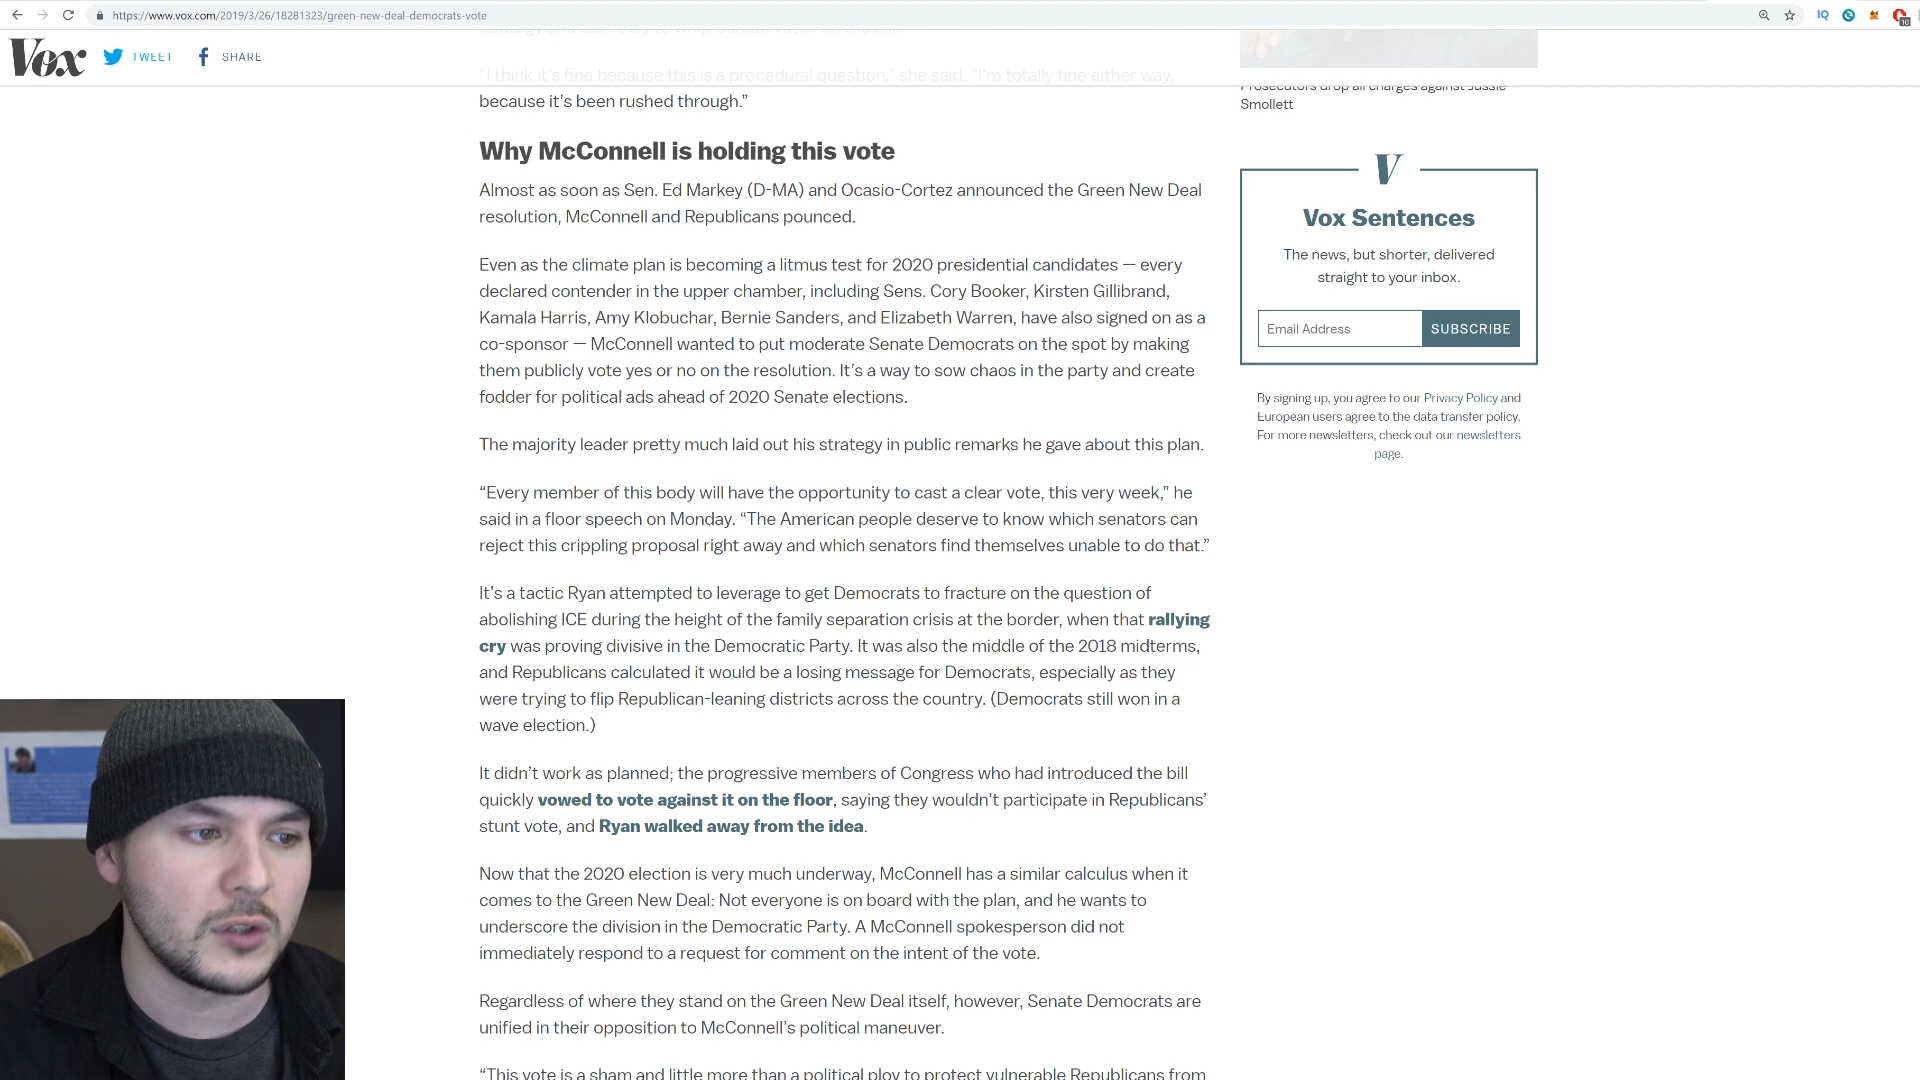 https://www.vox.com/2019/3/26/18281323/green-new-deal-democrats-vote
IQ
10
Vox
TWEET
SHARE
“I think it’s fine because this is a procedural question,” she said. “I’m totally fine either way,
because it’s been rushed through.”
Why McConnell is holding this vote
Almost as soon as Sen. Ed Markey (D-MA) and Ocasio-Cortez announced the Green New Deal
resolution, McConnell and Republicans pounced.
Even as the climate plan is becoming a litmus test for 2020 presidential candidates — every
declared contender in the upper chamber, including Sens. Cory Booker, Kirsten Gillibrand,
Kamala Harris, Amy Klobuchar, Bernie Sanders, and Elizabeth Warren, have also signed on as a
co-sponsor — McConnell wanted to put moderate Senate Democrats on the spot by making
them publicly vote yes or no on the resolution. It’s a way to sow chaos in the party and create
fodder for political ads ahead of 2020 Senate elections.
The majority leader pretty much laid out his strategy in public remarks he gave about this plan.
“Every member of this body will have the opportunity to cast a clear vote, this very week,” he
said in a floor speech on Monday. “The American people deserve to know which senators can
reject this crippling proposal right away and which senators find themselves unable to do that.”
It’s a tactic Ryan attempted to leverage to get Democrats to fracture on the question of
abolishing ICE during the height of the family separation crisis at the border, when that rallying
cry was proving divisive in the Democratic Party. It was also the middle of the 2018 midterms,
and Republicans calculated it would be a losing message for Democrats, especially as they
were trying to flip Republican-leaning districts across the country. (Democrats still won in a
wave election.)
It didn’t work as planned; the progressive members of Congress who had introduced the bill
quickly vowed to vote against it on the floor, saying they wouldn’t participate in Republicans’
stunt vote, and Ryan walked away from the idea.
Now that the 2020 election is very much underway, McConnell has a similar calculus when it
comes to the Green New Deal: Not everyone is on board with the plan, and he wants to
underscore the division in the Democratic Party. A McConnell spokesperson did not
immediately respond to a request for comment on the intent of the vote.
Regardless of where they stand on the Green New Deal itself, however, Senate Democrats are
unified in their opposition to McConnell’s political maneuver.
“This vote is a sham and little more than a political ploy to protect vulnerable Republicans from
Prosecutors drop all charges against Jussie
Smollett
V
Vox Sentences
The news, but shorter, delivered
straight to your inbox.
Email Address
SUBSCRIBE
By signing up, you agree to our Privacy Policy and
European users agree to the data transfer policy.
For more newsletters, check out our newsletters
page.